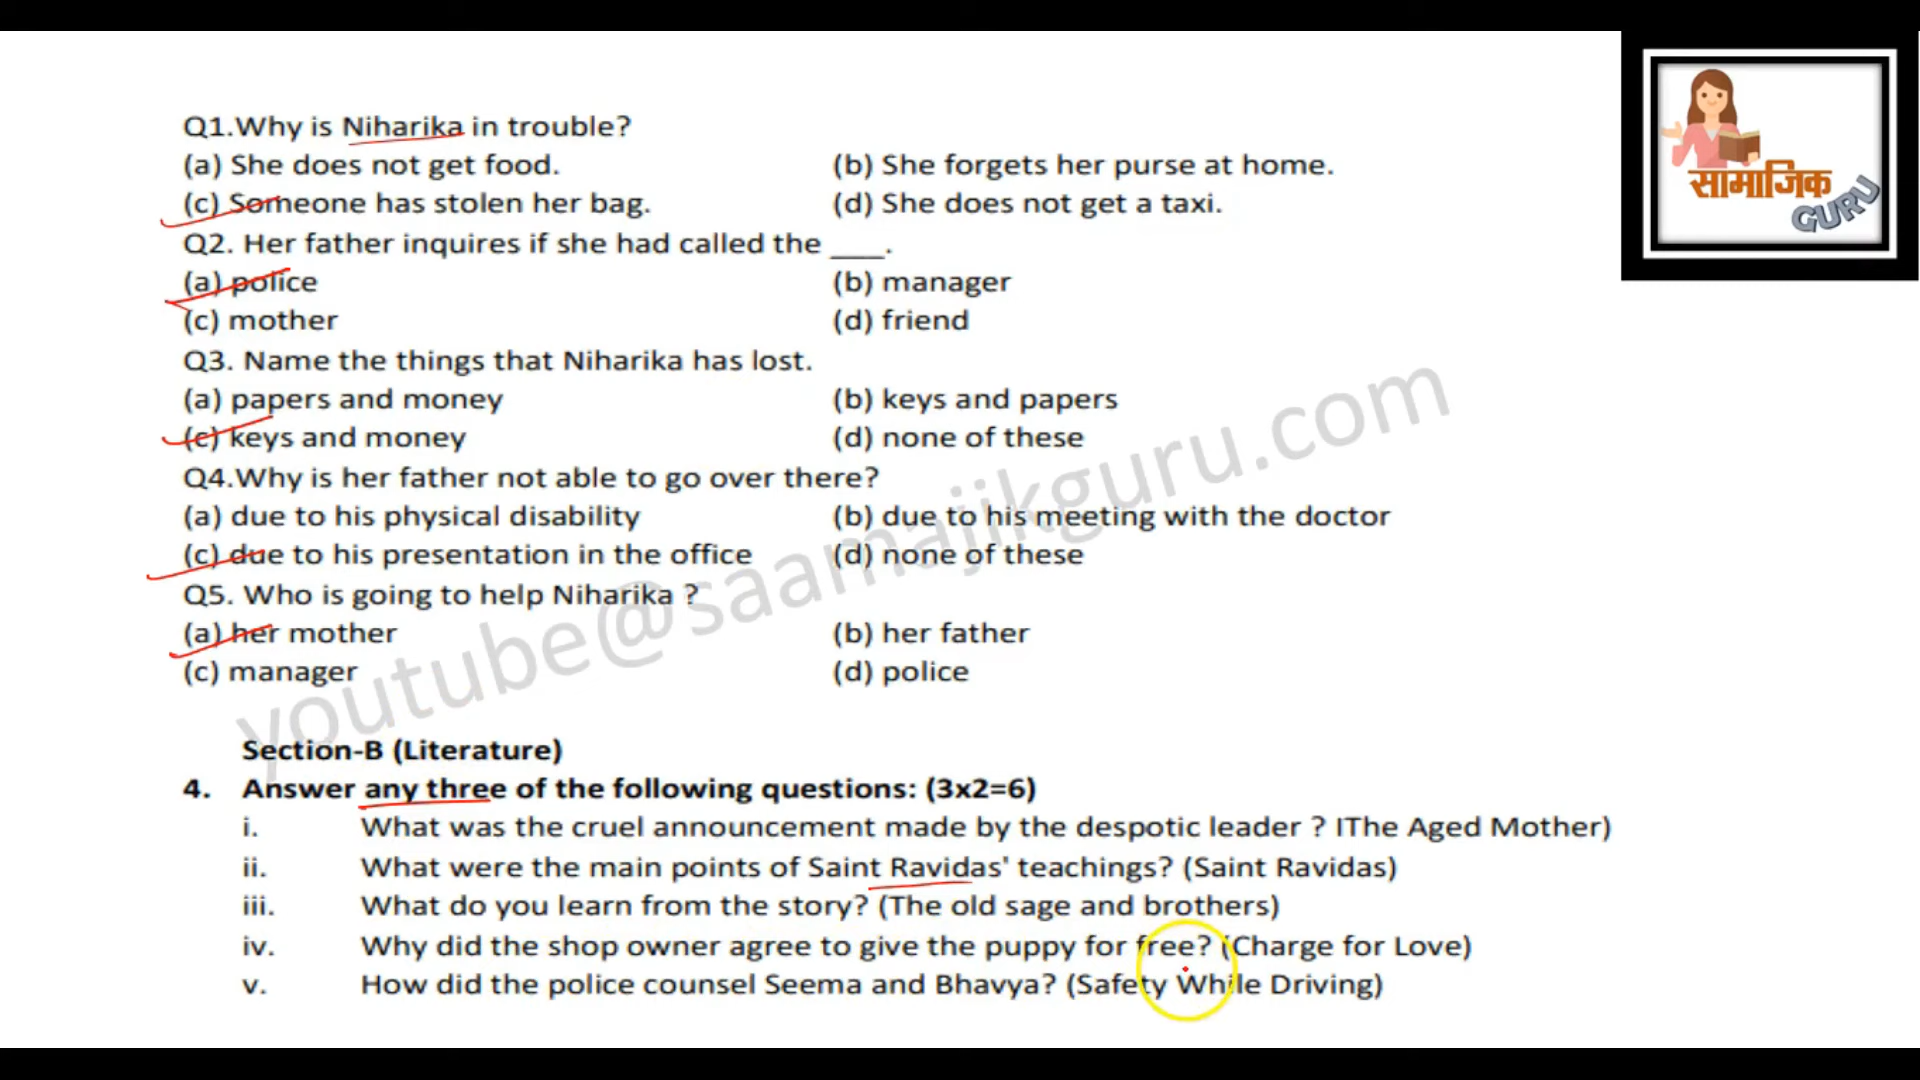 Q1.Why is Niharika in trouble?
(a) She does not get food. (b) She forgets her purse at home.
(c) Someone has stolen her bag. (d) She does not get a taxi.
Q2. Her father inquires if she had called the ____.
(a) police (b) manager
(c) mother (d) friend
Q3. Name the things that Niharika has lost.
(a) papers and money (b) keys and papers
(c) keys and money (d) none of these
Q4.Why is her father not able to go over there?
(a) due to his physical disability (b) due to his meeting with the doctor
(c) due to his presentation in the office (d) none of these
Q5. Who is going to help Niharika ?
(a) her mother (b) her father
(c) manager (d) police
Section-B (Literature)
4. Answer any three of the following questions: (3x2=6)
i. What was the cruel announcement made by the despotic leader ? IThe Aged Mother)
ii. What were the main points of Saint Ravidas' teachings? (Saint Ravidas)
iii. What do you learn from the story? (The old sage and brothers)
iv. Why did the shop owner agree to give the puppy for free? (Charge for Love)
v. How did the police counsel Seema and Bhavya? (Safety While Driving)
youtube@saamajikguru.com
सामाजिक
GURU